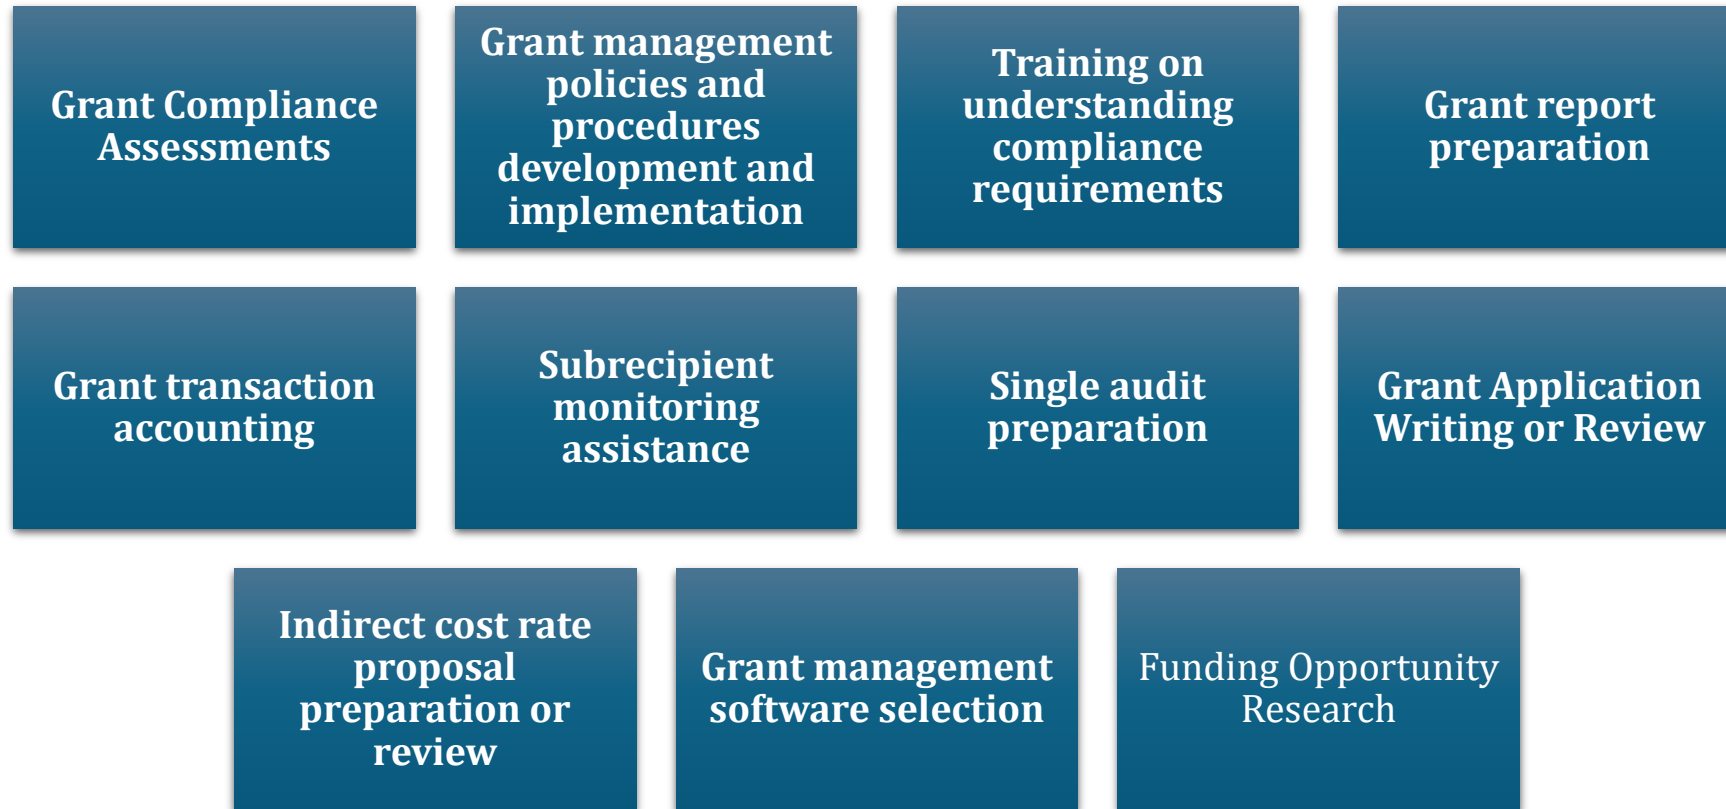 Grant Compliance
Assessments
Grant management
policies and
procedures
development and
implementation
Training on
understanding
compliance
requirements
Grant report
preparation
Grant transaction
accounting
Subrecipient
monitoring
assistance
Single audit
preparation
Grant Application
Writing or Review
Indirect cost rate
proposal
preparation or
review
Grant management
software selection
Funding Opportunity
Research